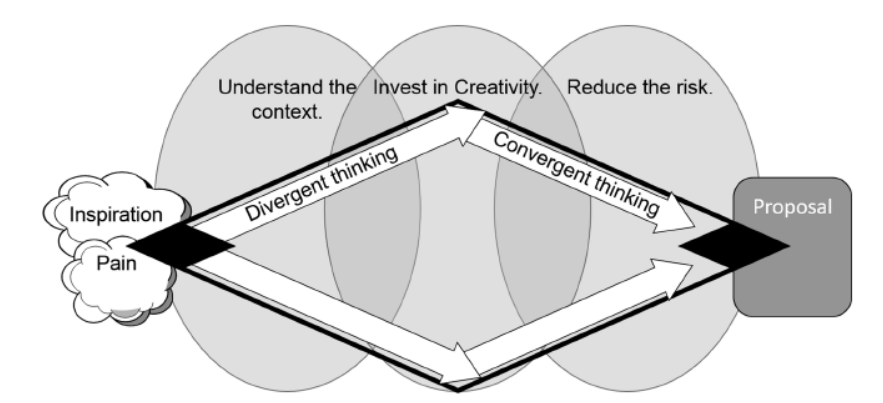 Understand the
context.
Invest in Creativity.
Reduce the risk.
Divergent thinking
Convergent thinking
Inspiration
Pain
Proposal